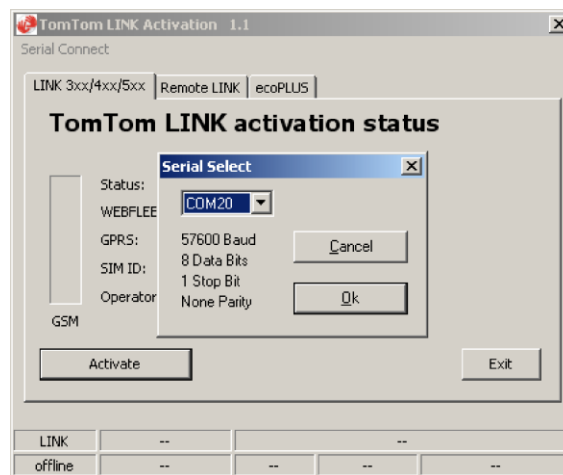 TomTom LINK Activation 1.1
Serial Connect
LINK 3xx/4xx/5xx Remote LINK ecoPLUS
TomTom LINK activation status
Serial Select
Status:
COM20
WEBFLEE
GPRS:
57600 Baud
Cancel
8 Data Bits
SIM ID:
1 Stop Bit
Operator
None Parity
Ok
GSM
Activate Exit
LINK -- --
offline -- -- -- --